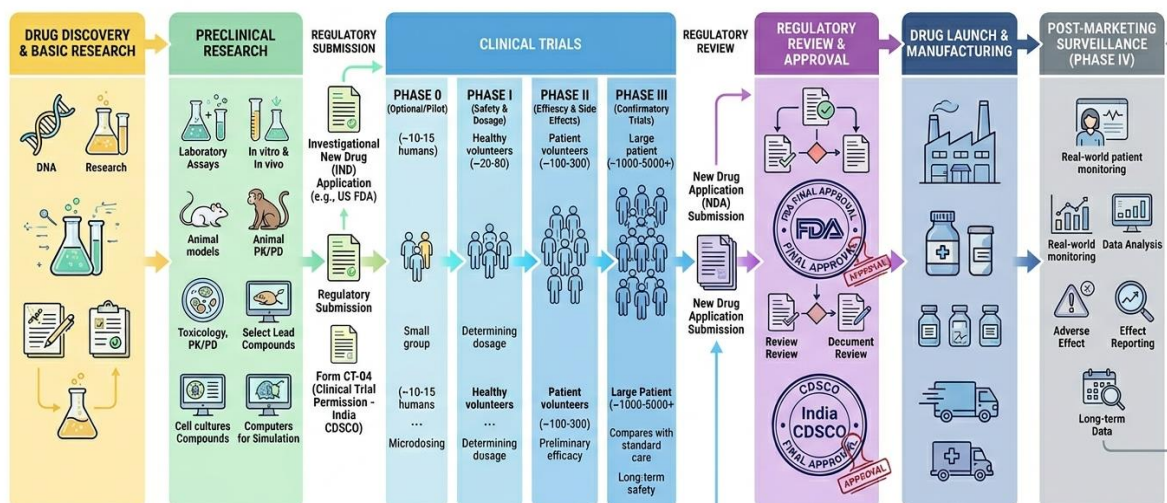 DRUG DISCOVERY
& BASIC RESEARCH
DNA
Research
PRECLINICAL
RESEARCH
Laboratory
Assays
In vitro &
In vivo
Animal
models
Animal
PK/PD
Toxicology,
PK/PD
Select Lead
Compounds
Cell cultures
Compounds
Computers
for Simulation
REGULATORY
SUBMISSION
Investigational
New Drug
(IND)
Application
(e.g., US FDA)
Regulatory
Submission
Form CT-04
(Clinical Trial
Permission -
India
CDSCO)
CLINICAL TRIALS
PHASE 0
(Optional/Pilot)
(~10-15
humans)
Small
group
(~10-15
humans
...
Microdosing
PHASE I
(Safety &
Dosage)
Healthy
volunteers
(~20-80)
Determining
dosage
Healthy
volunteers
...
Determining
dosage
PHASE II
(Effiescy & Side
Effects)
Patient
volunteers
(~100-300)
Patient
volunteers
(~100-300)
Preliminary
efficacy
PHASE III
(Confirmatory
Trlals)
Large
patient
(~1000-5000+)
Large Patient
(~1000-5000+
Compares with
standard
care
Long term
safety
REGULATORY
REVIEW
New Drug
Application
(NDA)
Submission
New Drug
Application
Submission
REGULATORY
REVIEW &
APPROVAL
FDA FINAL APPROVAL
FDA
FINAL APPROVAL
Review
Review
Document
Review
CDSCO
India
CDSCO
FINAL APPROVAL
APPOVAL
DRUG LAUNCH &
MANUFACTURING
POST-MARKETING
SURVEILLANCE
(PHASE IV)
Real-world patient
monitoring
Real-world
monitoring
Data Analysis
Adverse
Effect
Effect
Reporting
Long-term
Data